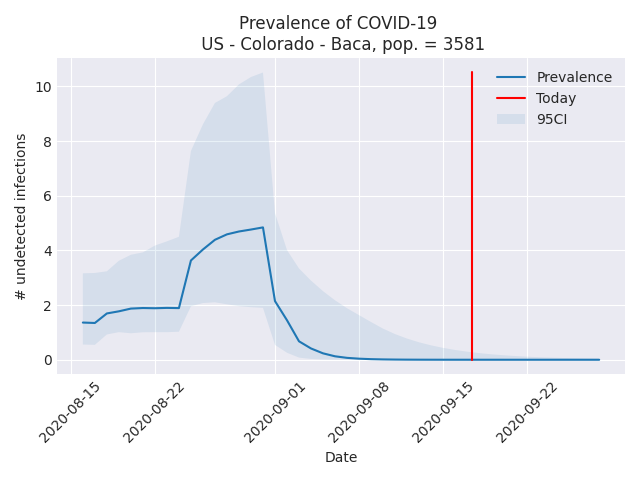 Prevalence of COVID-19
US - Colorado - Baca, pop. = 3581
Prevalence
Today
95CI
# undetected infections
10
8
6
4
2
0
2020-08-15
2020-08-22
2020-09-01
2020-09-08
2020-09-15
2020-09-22
Date